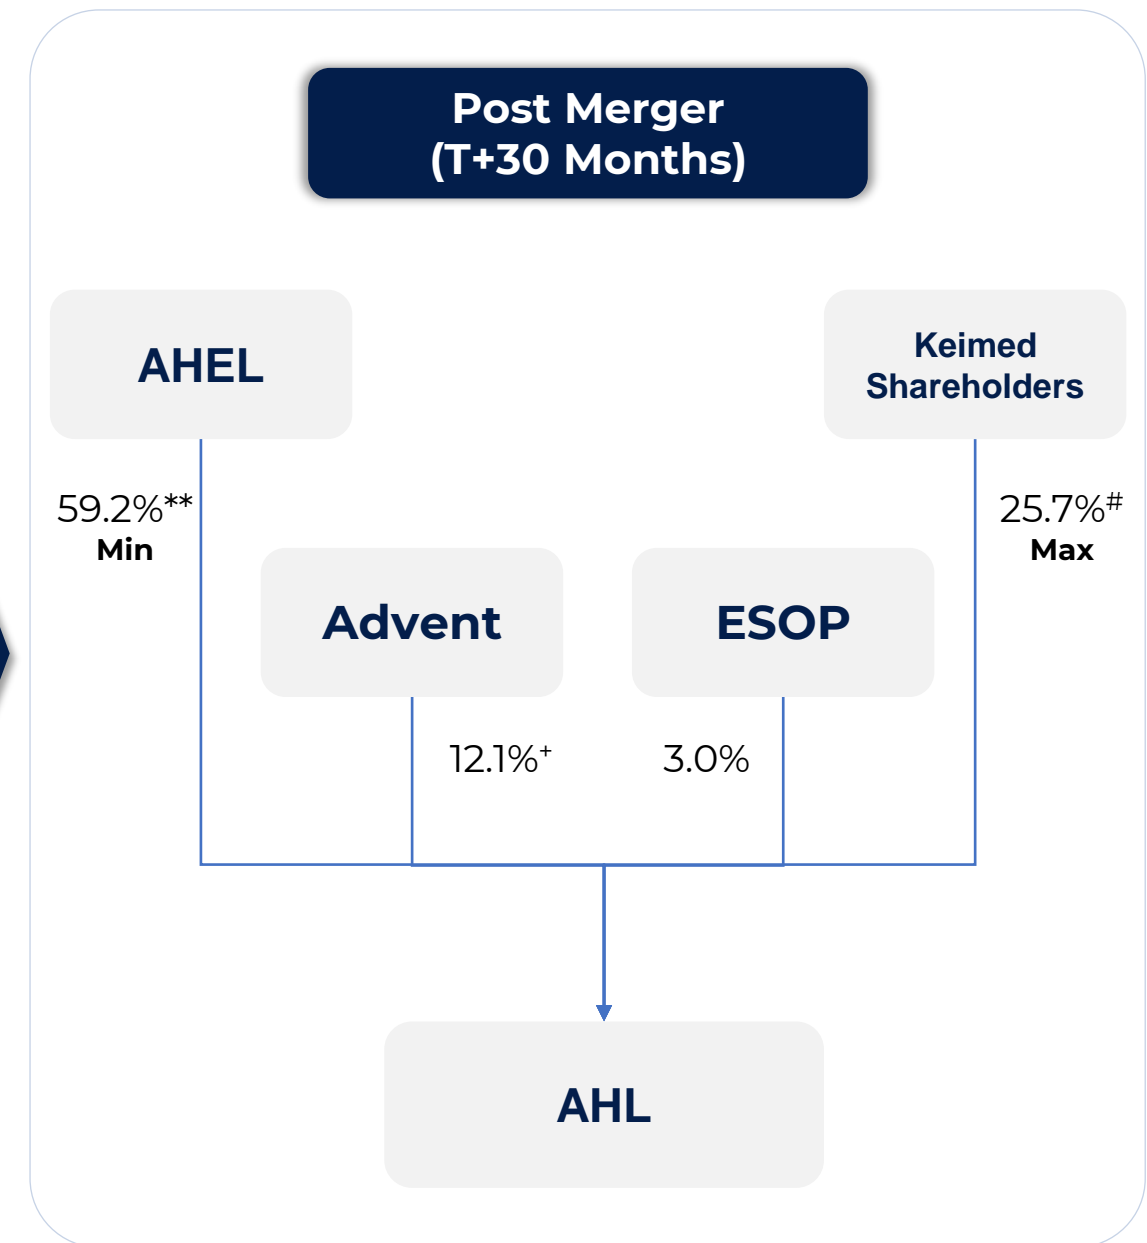 Post Merger
(T+30 Months)
AHEL
Keimed
Shareholders
59.2%**
Min
25.7%#
Max
Advent
ESOP
12.1%+
3.0%
AHL